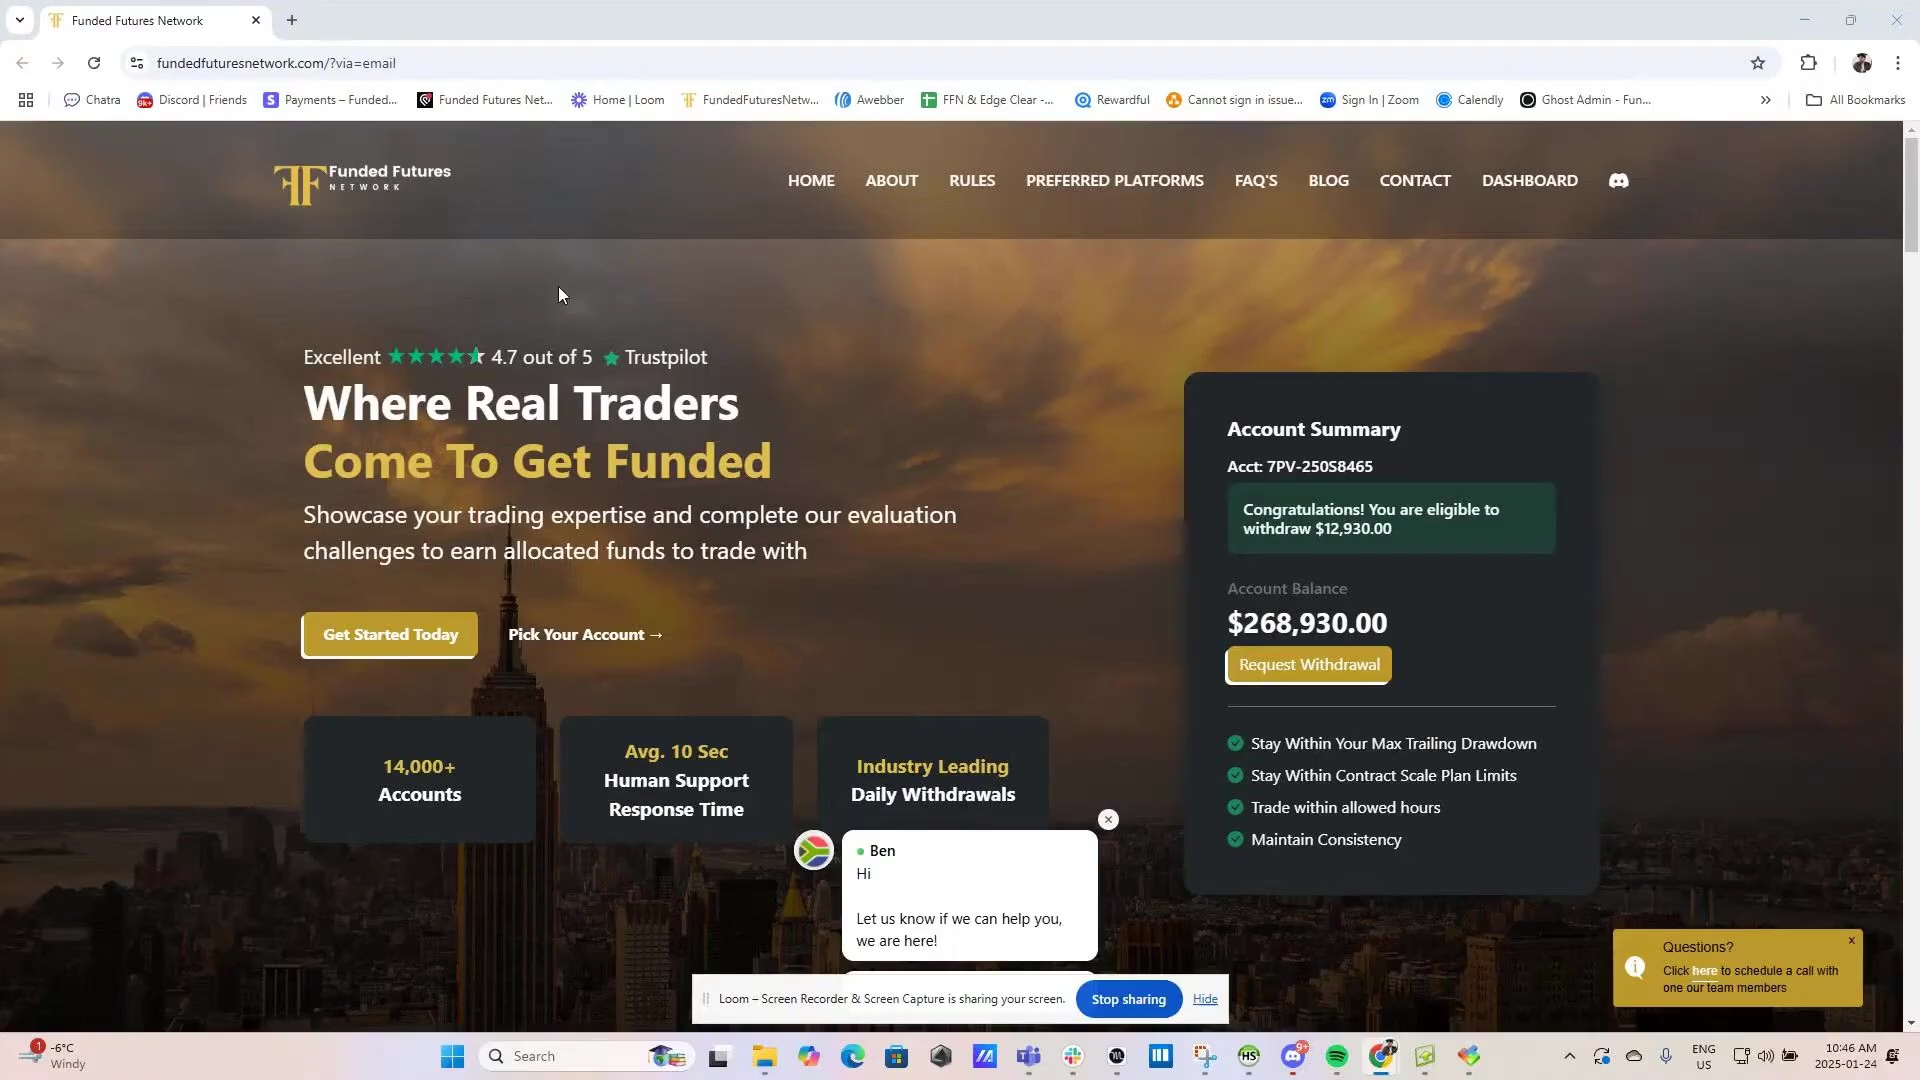 Funded Futures Network
fundedfuturesnetwork.com/?via=email
Chatra
Discord | Friends
Payments – Funded...
Funded Futures Net...
Home | Loom
FundedFuturesNetw...
Awebber
FFN & Edge Clear -...
Rewardful
Cannot sign in issue...
Sign In | Zoom
Calendly
Ghost Admin - Fun...
All Bookmarks
Funded Futures
NETWORK
HOME
ABOUT
RULES
PREFERRED PLATFORMS
FAQ'S
BLOG
CONTACT
DASHBOARD
Excellent 4.7 out of 5 Trustpilot
Where Real Traders
Come To Get Funded
Showcase your trading expertise and complete our evaluation
challenges to earn allocated funds to trade with
Get Started Today
Pick Your Account →
14,000+
Accounts
Avg. 10 Sec
Human Support
Response Time
Industry Leading
Daily Withdrawals
Account Summary
Acct: 7PV-250S8465
Congratulations! You are eligible to
withdraw $12,930.00
Account Balance
$268,930.00
Request Withdrawal
Stay Within Your Max Trailing Drawdown
Stay Within Contract Scale Plan Limits
Trade within allowed hours
Maintain Consistency
Ben
Hi
Let us know if we can help you,
we are here!
Questions?
Click here to schedule a call with
one our team members
Loom – Screen Recorder & Screen Capture is sharing your screen.
Stop sharing
Hide
1
-6°C
Windy
Search
ENG
US
10:46 AM
2025-01-24